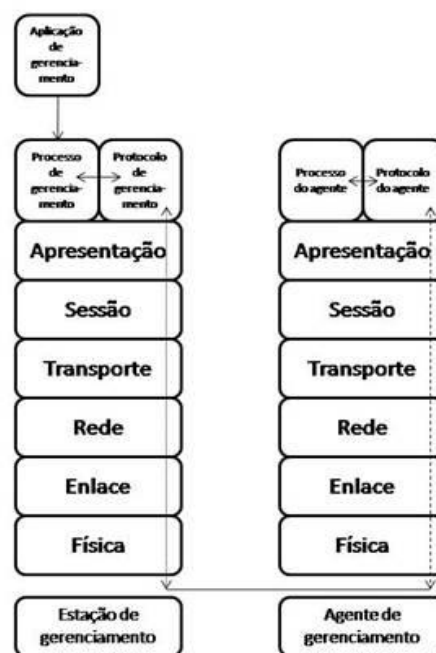 Aplicação
de
gerencia-
mento
Processo
de
gerencia-
mento
Protocolo
de
gerencia-
mento
Processo
do agente
Protocolo
do agente
Apresentação
Apresentação
Sessão
Sessão
Transporte
Transporte
Rede
Rede
Enlace
Enlace
Física
Física
Estação de
gerenciamento
Agente de
gerenciamento